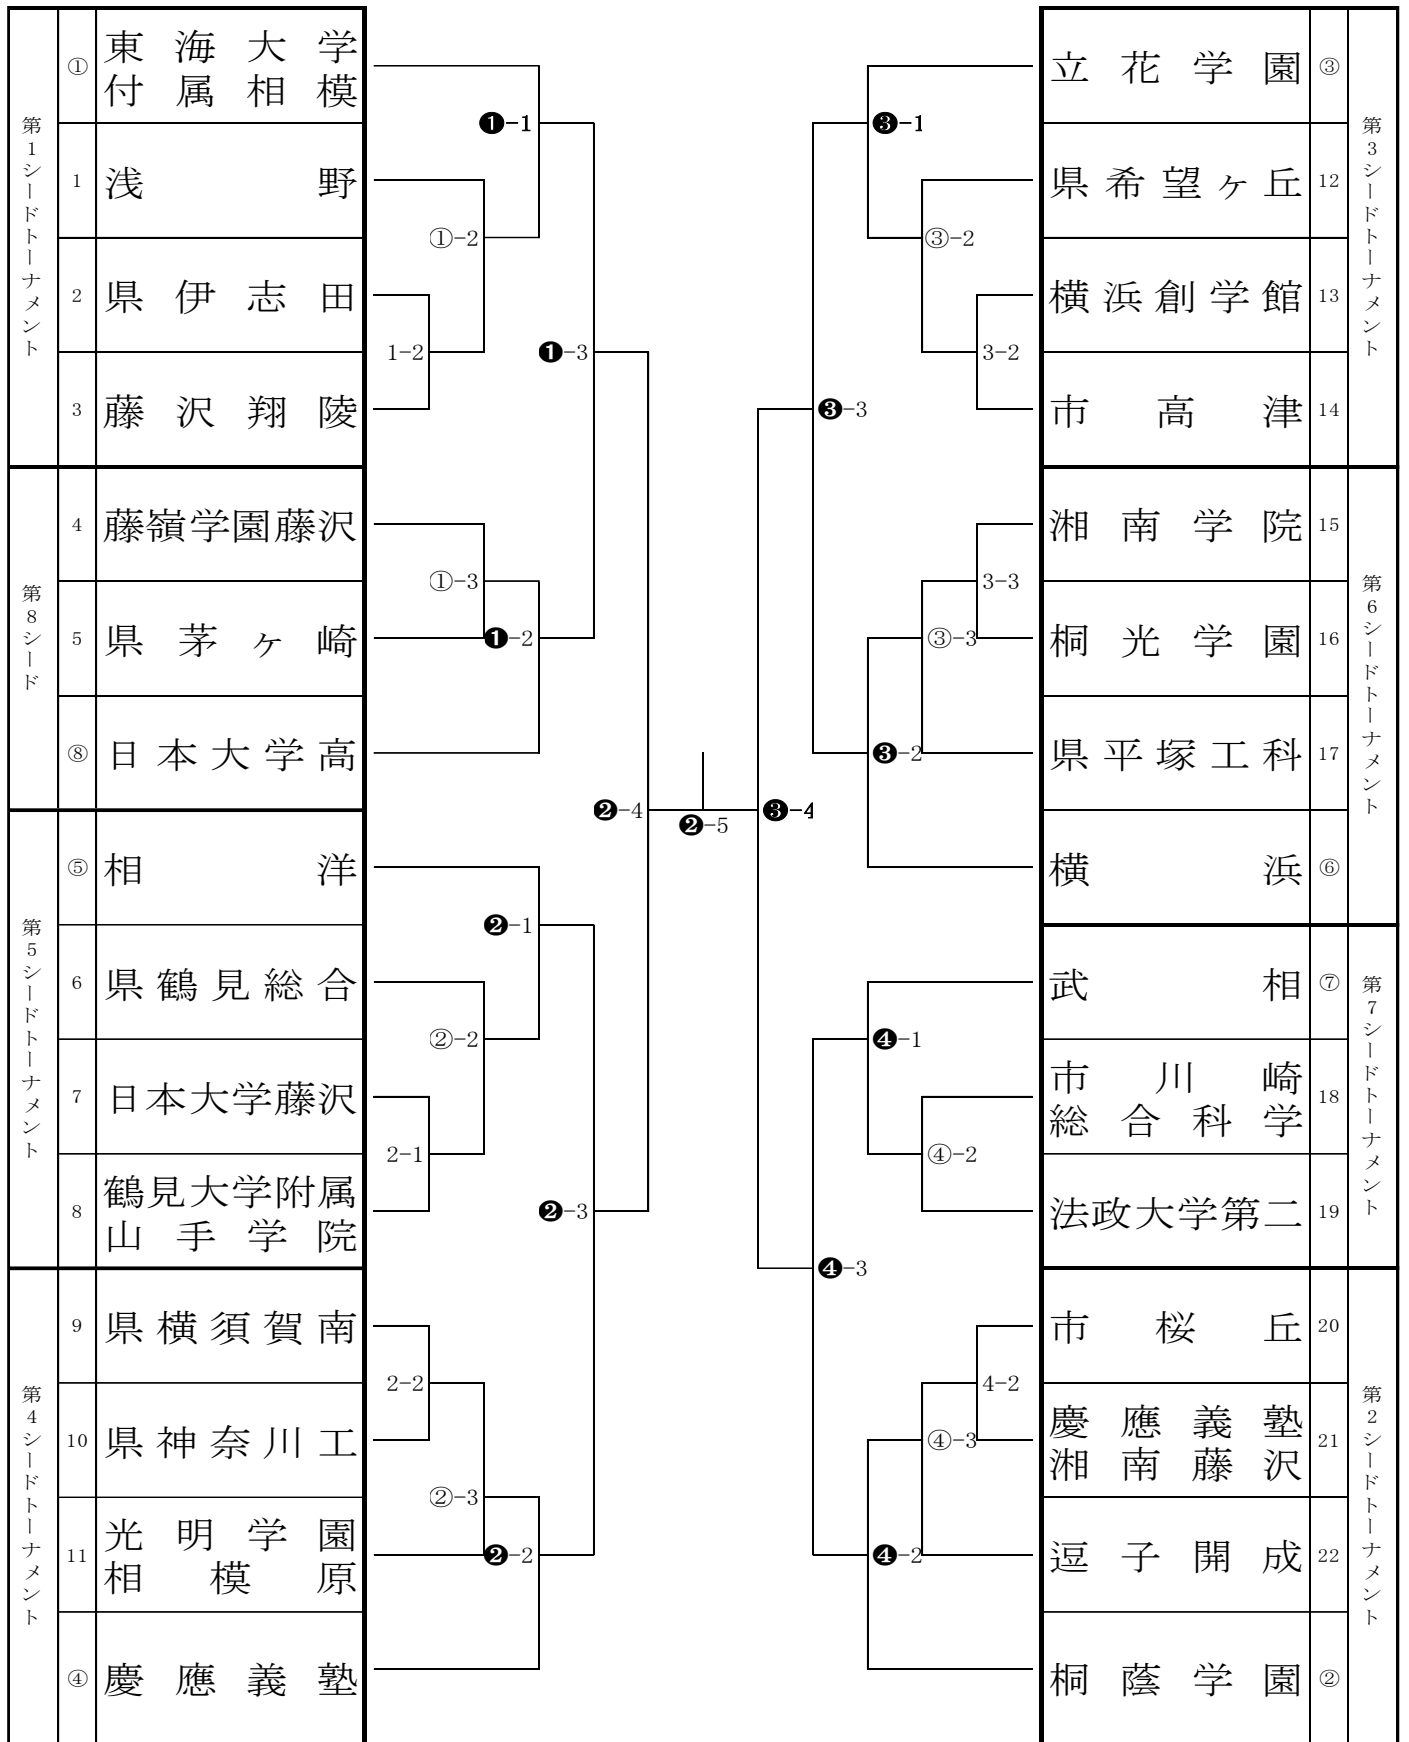 第1シードトーナメント
① 東海大学
付属相模
1 浅野
2 県伊志田
3 藤沢翔陵
❶-1
①-2
1-2
❶-3
第8シード
4 藤嶺学園藤沢
5 県茅ヶ崎
⑧ 日本大学高
①-3
❶-2
❷-4
第5シードトーナメント
⑤ 相洋
6 県鶴見総合
7 日本大学藤沢
8 鶴見大学附属
山手学院
❷-1
②-2
2-1
❷-3
第4シードトーナメント
9 県横須賀南
10 県神奈川工
11 光明学園
相模原
④ 慶應義塾
2-2
②-3
❷-2
❷-5
❸-4
立花学園 ③
県希望ヶ丘 12
横浜創学館 13
市高津 14
第3シードトーナメント
❸-1
③-2
3-2
❸-3
湘南学院 15
桐光学園 16
県平塚工科 17
横浜 ⑥
第6シードトーナメント
3-3
③-3
❸-2
武相 ⑦
市川崎
総合科学 18
法政大学第二 19
第7シードトーナメント
❹-1
④-2
❹-3
市桜丘 20
慶應義塾
湘南藤沢 21
逗子開成 22
桐蔭学園 ②
第2シードトーナメント
4-2
④-3
❹-2